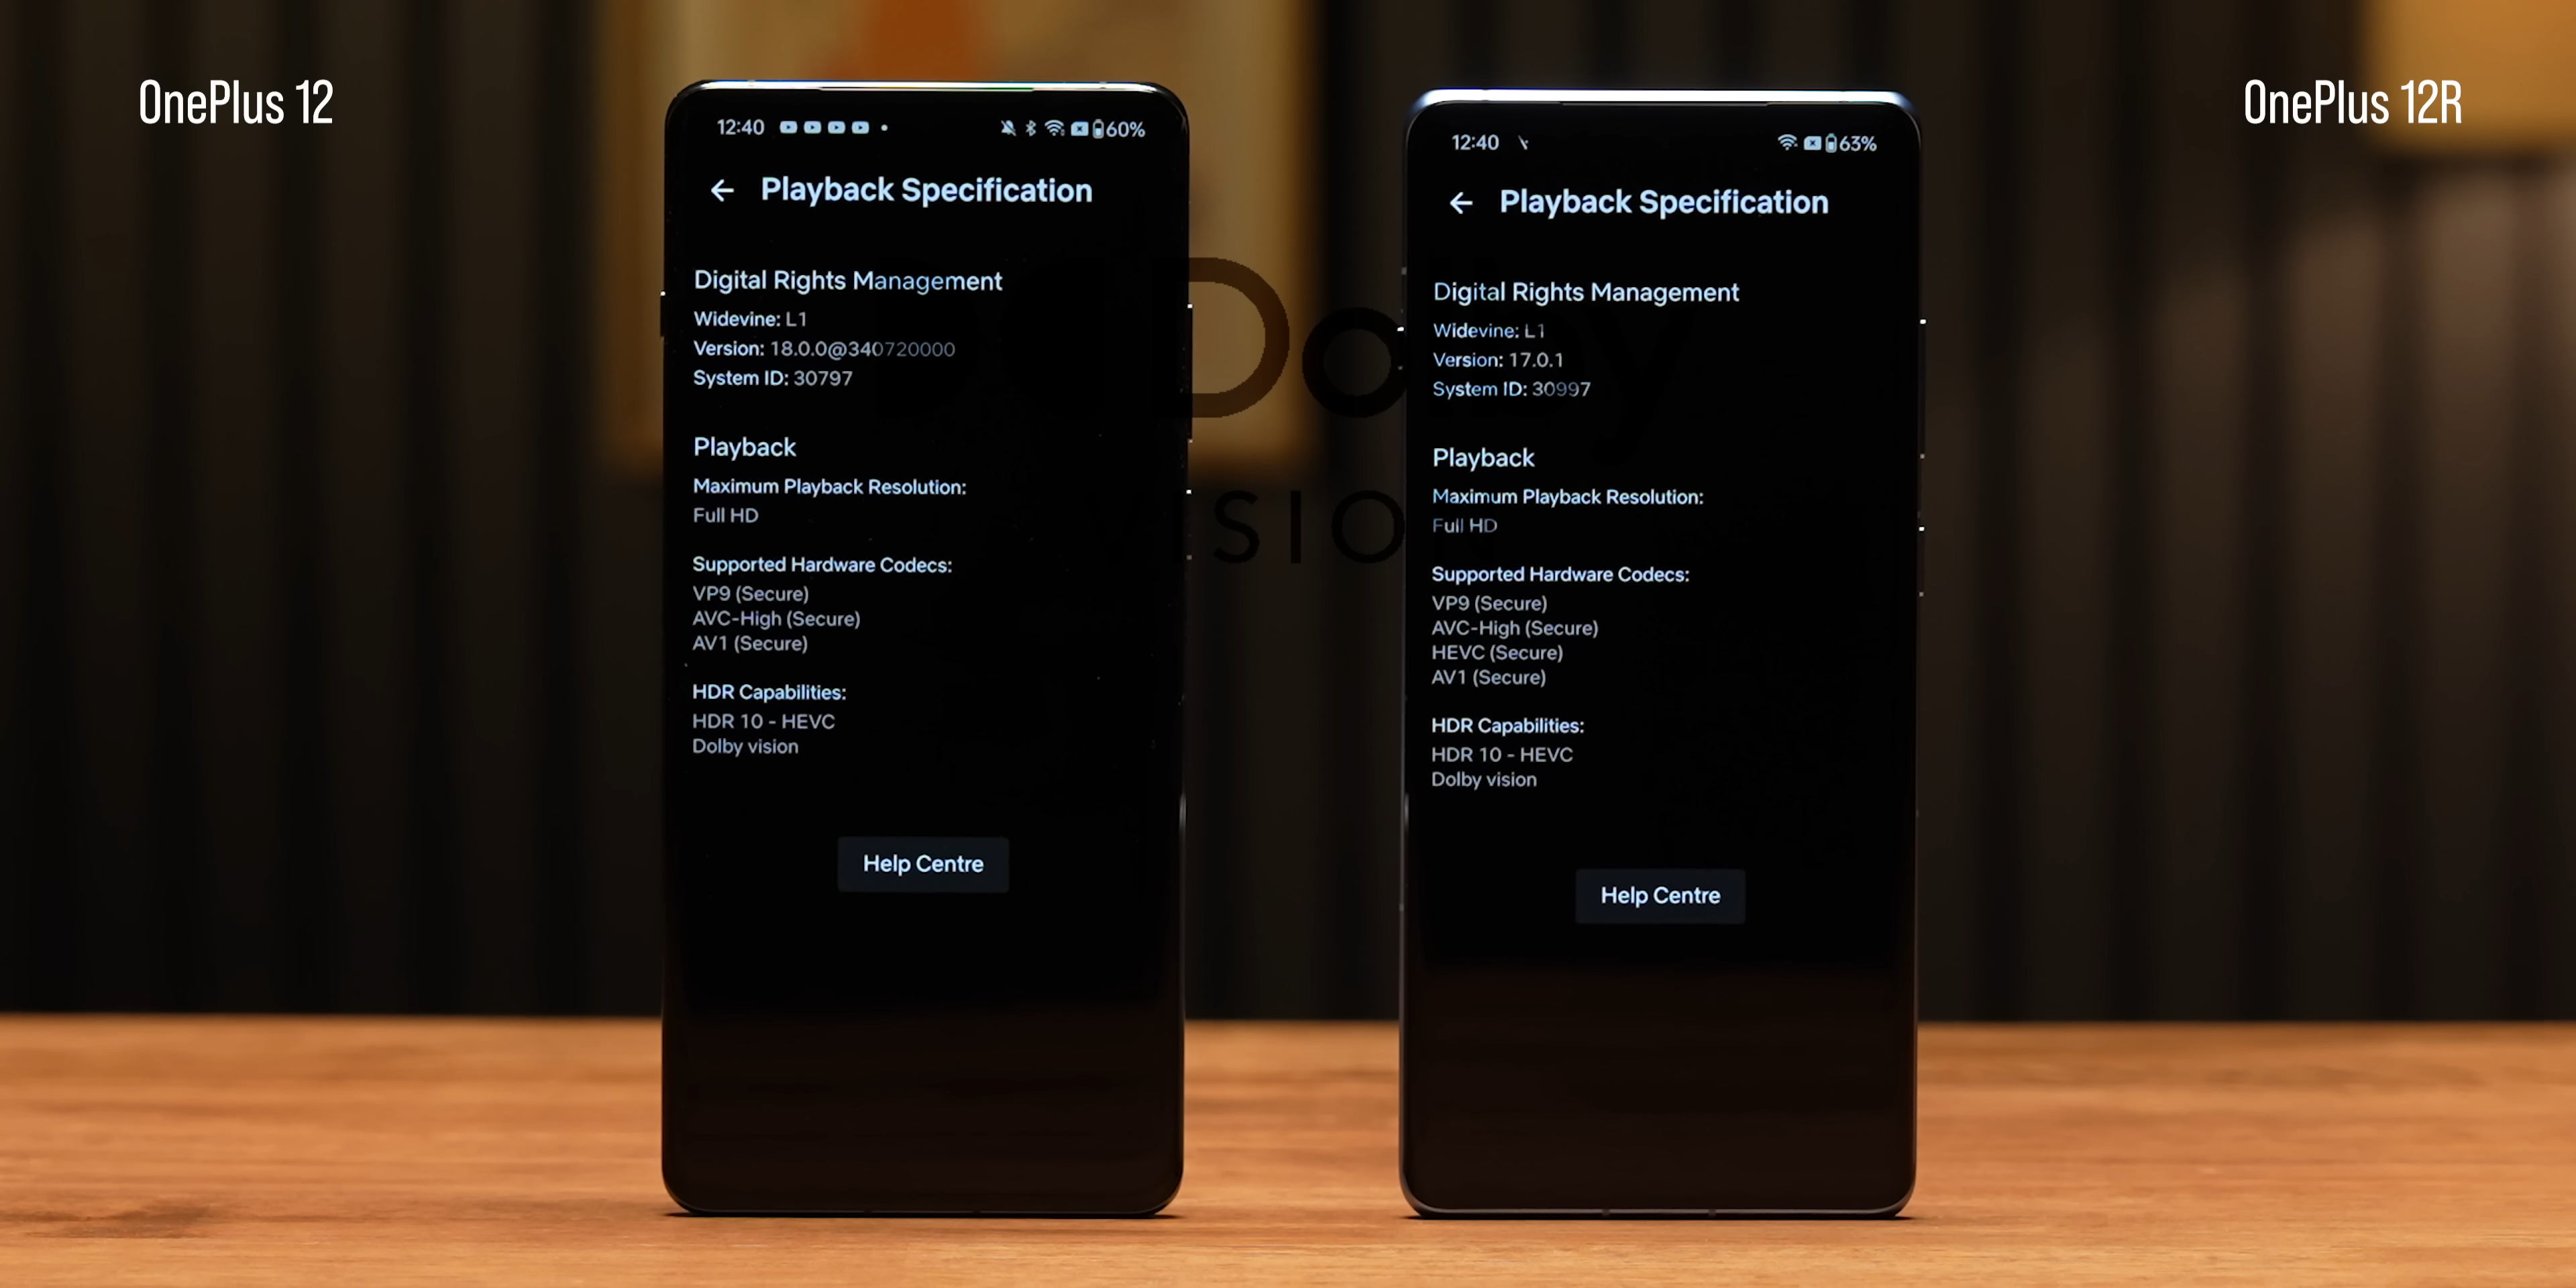 OnePlus 12
OnePlus 12R
12:40
60%
Playback Specification
Digital Rights Management
Widevine: L1
Version: 18.0.0@340720000
System ID: 30797
Playback
Maximum Playback Resolution:
Full HD
Supported Hardware Codecs:
VP9 (Secure)
AVC-High (Secure)
AV1 (Secure)
HDR Capabilities:
HDR 10 - HEVC
Dolby vision
Help Centre
12:40
63%
Playback Specification
Digital Rights Management
Widevine: L1
Version: 17.0.1
System ID: 30997
Playback
Maximum Playback Resolution:
Full HD
Supported Hardware Codecs:
VP9 (Secure)
AVC-High (Secure)
HEVC (Secure)
AV1 (Secure)
HDR Capabilities:
HDR 10 - HEVC
Dolby vision
Help Centre
Dolby
VISION